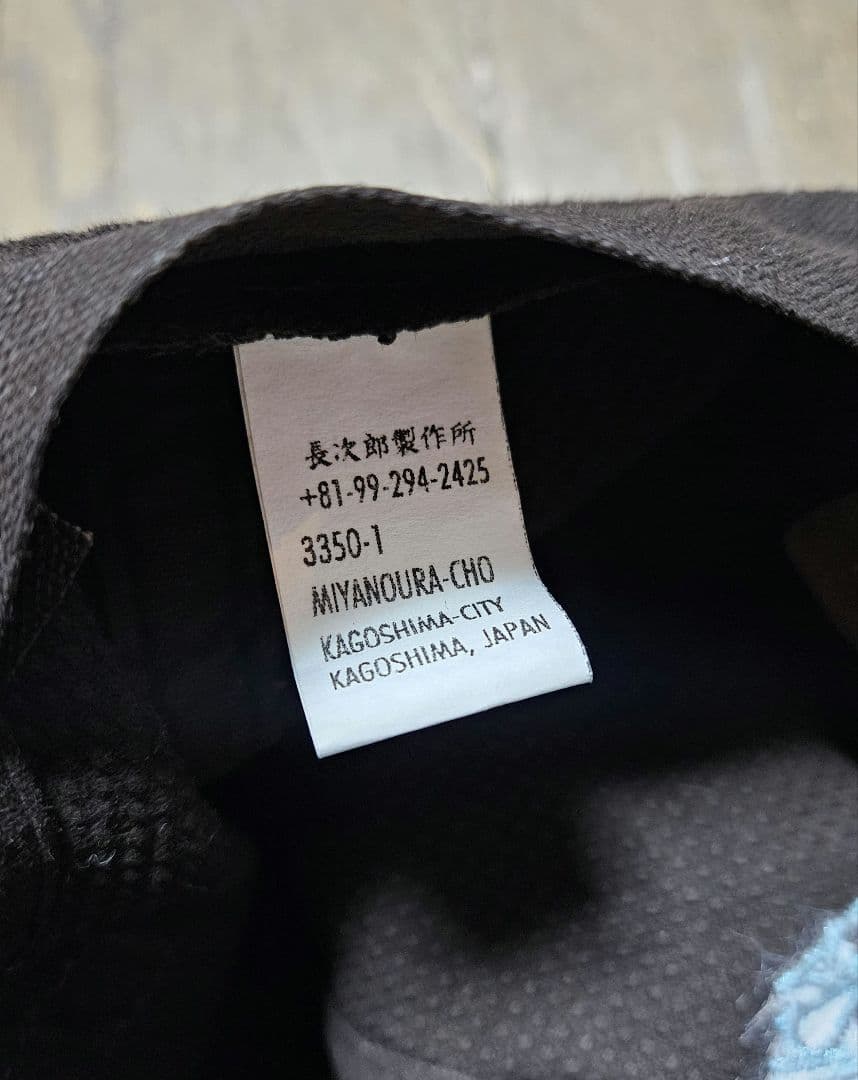 長次郎製作所
+81-99-294-2425
3350-1
MIYANOURA-CHO
KAGOSHIMA-CITY
KAGOSHIMA, JAPAN